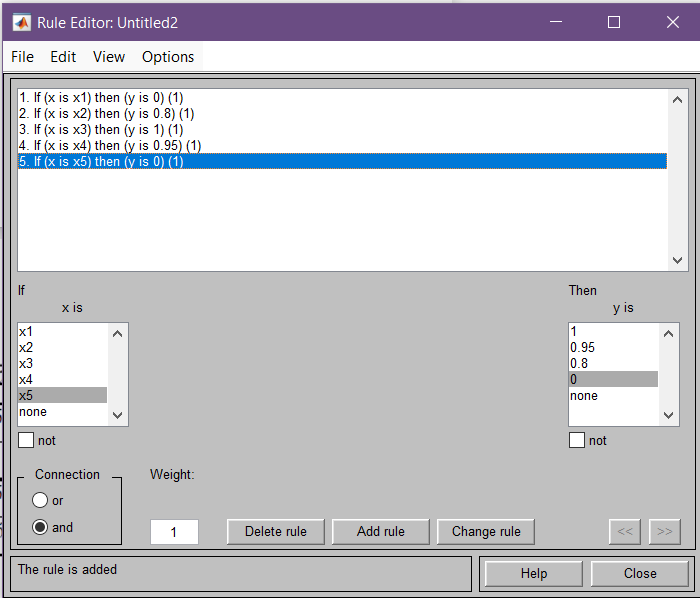 Rule Editor: Untitled2
File Edit View Options
1. If (x is x1) then (y is 0) (1)
2. If (x is x2) then (y is 0.8) (1)
3. If (x is x3) then (y is 1) (1)
4. If (x is x4) then (y is 0.95) (1)
5. If (x is x5) then (y is 0) (1)
If
x is
x1
x2
x3
x4
x5
none
not
Then
y is
1
0.95
0.8
0
none
not
Connection
or
and
Weight:
1
Delete rule Add rule Change rule << >>
The rule is added
Help Close